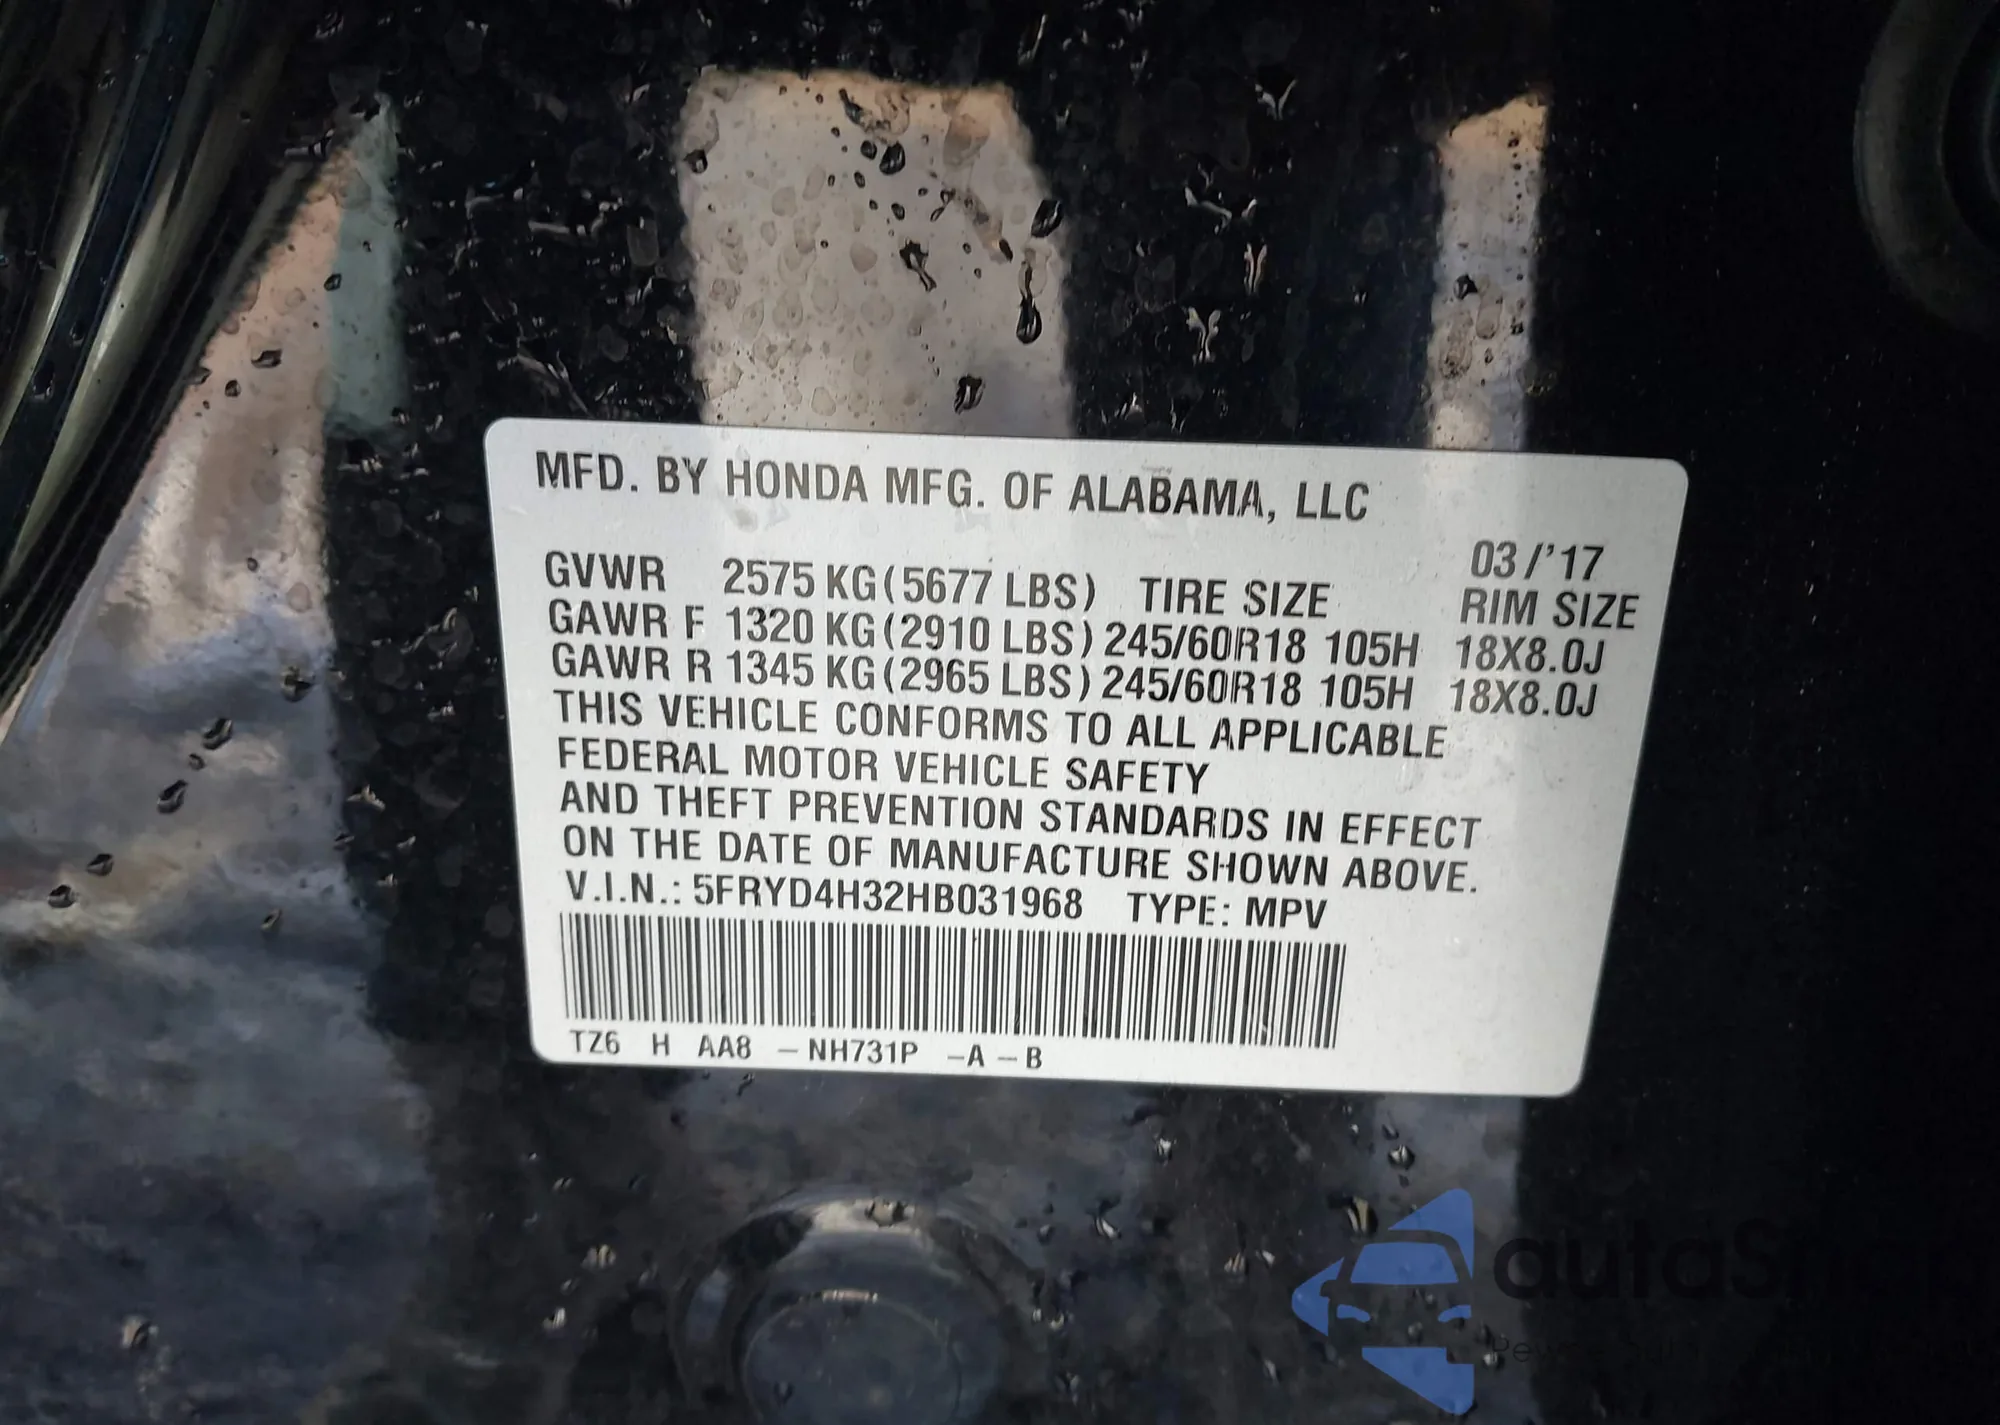 MFD. BY HONDA MFG. OF ALABAMA, LLC
03/'17
GVWR 2575 KG (5677 LBS) TIRE SIZE RIM SIZE
GAWR F 1320 KG (2910 LBS) 245/60R18 105H 18X8.0J
GAWR R 1345 KG (2965 LBS) 245/60R18 105H 18X8.0J
THIS VEHICLE CONFORMS TO ALL APPLICABLE
FEDERAL MOTOR VEHICLE SAFETY
AND THEFT PREVENTION STANDARDS IN EFFECT
ON THE DATE OF MANUFACTURE SHOWN ABOVE.
V.I.N.: 5FRYD4H32HB031968 TYPE: MPV
TZ6 H AA8 – NH731P – A – B